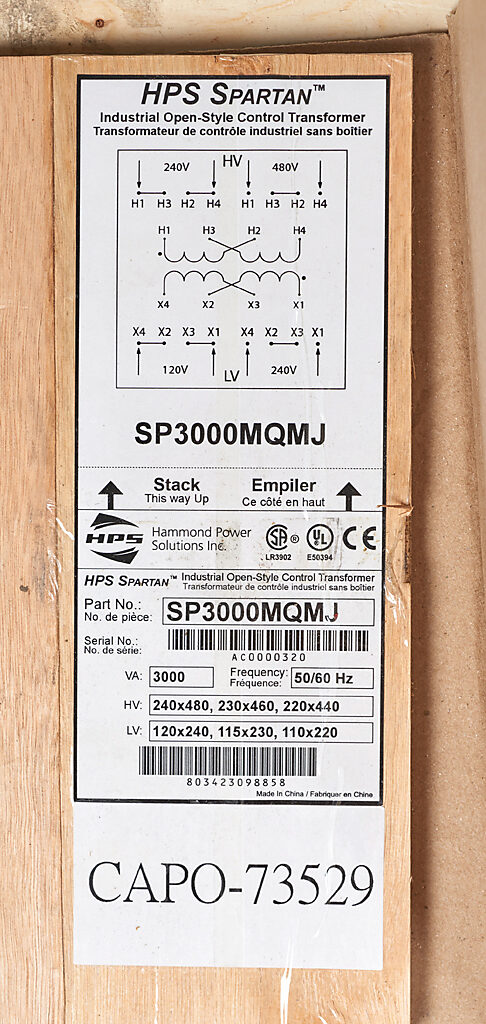 HPS SPARTAN™
Industrial Open-Style Control Transformer
Transformateur de contrôle industriel sans boîtier
HV
240V 480V
H1 H3 H2 H4 H1 H3 H2 H4
H1 H3 H2 H4
X4 X2 X3 X1
X4 X2 X3 X1 X4 X2 X3 X1
120V 240V
LV
SP3000MQMJ
Stack Empiler
This way Up Ce côté en haut
HPS
Hammond Power
Solutions Inc.
SA ® UL CE
LR3902 E50394
HPS SPARTAN™ Industrial Open-Style Control Transformer
Transformateur de contrôle industriel sans boîtier
Part No.:
No. de pièce: SP3000MQMJ
Serial No.:
No. de série:
AC0000320
VA: 3000 Frequency:
Fréquence: 50/60 Hz
HV: 240x480, 230x460, 220x440
LV: 120x240, 115x230, 110x220
803423098858
Made In China / Fabriquer en Chine
CAPO-73529